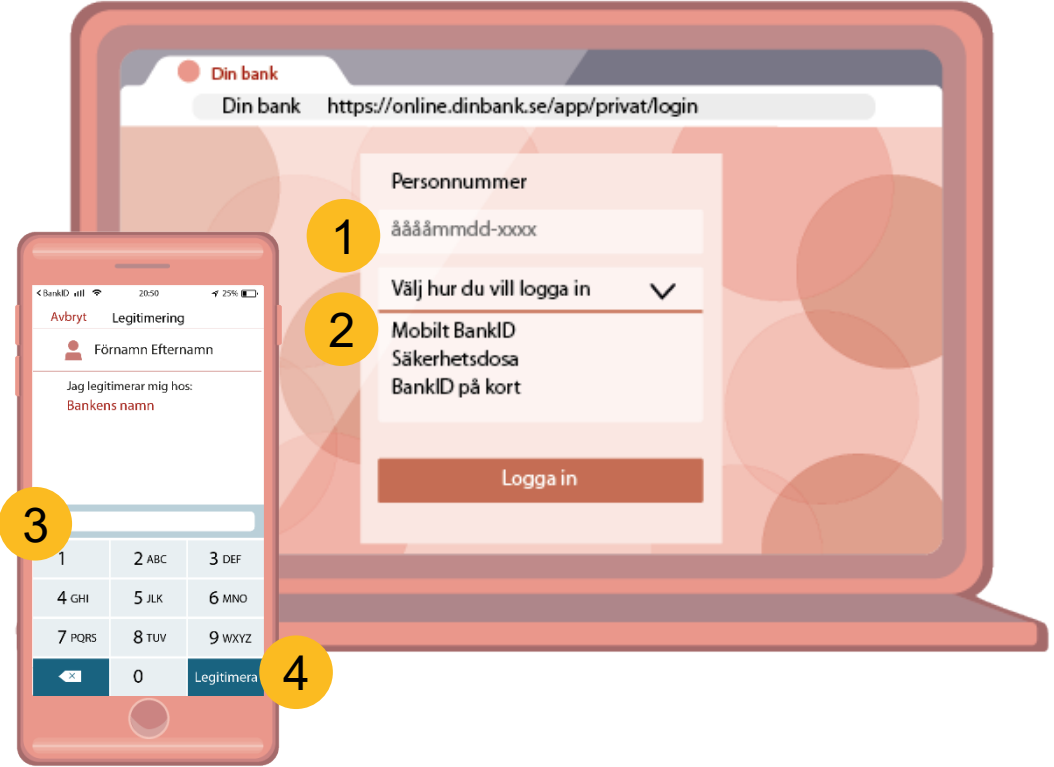 Din bank
Din bank https://online.dinbank.se/app/privat/login
Personnummer
1
ååååmmdd-xxxx
Välj hur du vill logga in
2
Mobilt BankID
Säkerhetsdosa
BankID på kort
Logga in
BankID 20:50 25%
Avbryt Legitimering
Förnamn Efternamn
Jag legitimerar mig hos:
Bankens namn
3
1 2 ABC 3 DEF
4 GHI 5 JLK 6 MNO
7 PQRS 8 TUV 9 WXYZ
0 Legitimera
4